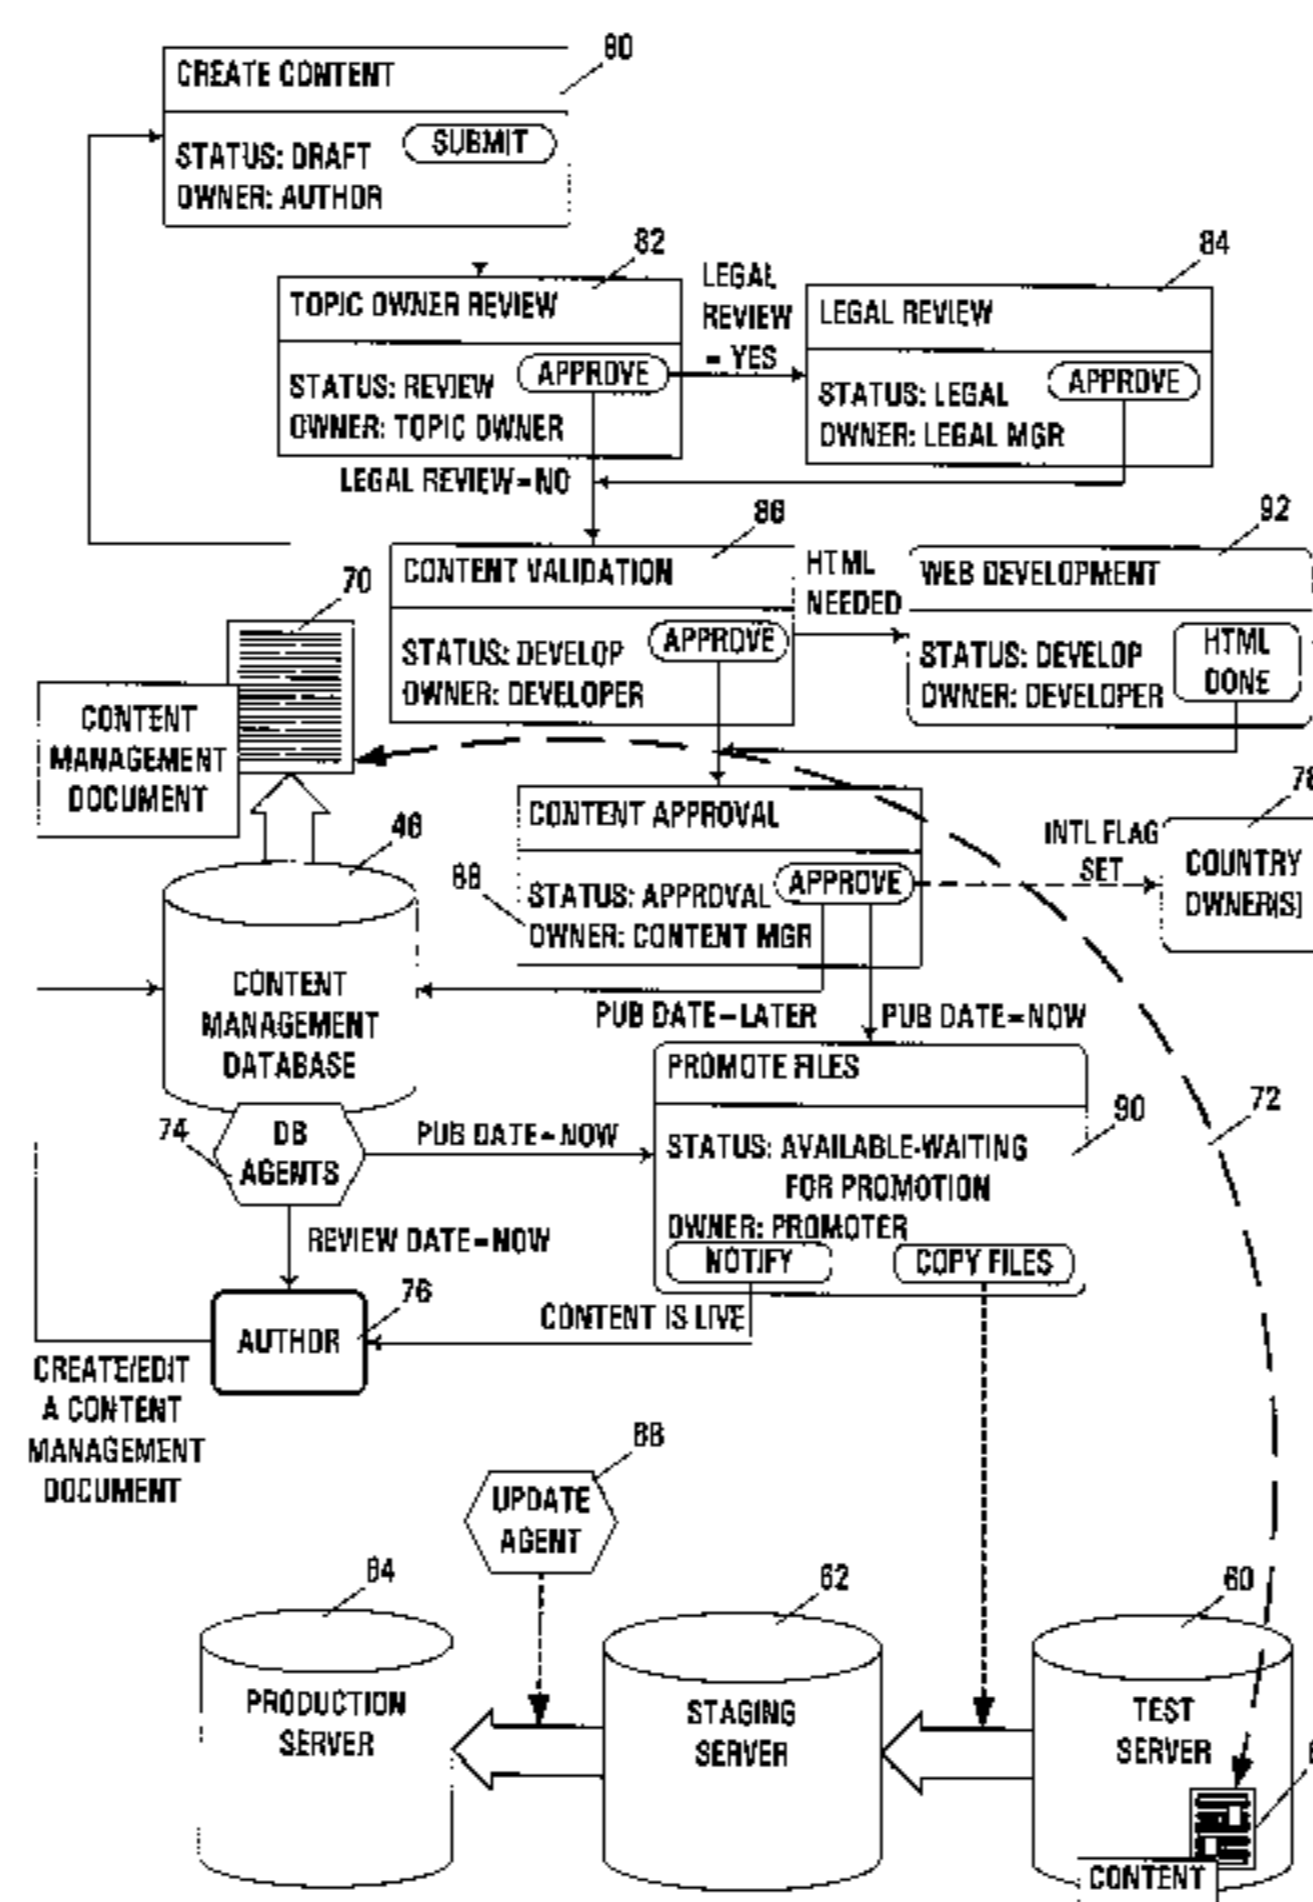 80
CREATE CONTENT
SUBMIT
STATUS: DRAFT
OWNER: AUTHOR
82
TOPIC OWNER REVIEW
APPROVE
STATUS: REVIEW
OWNER: TOPIC OWNER
LEGAL
REVIEW
= YES
84
LEGAL REVIEW
APPROVE
STATUS: LEGAL
OWNER: LEGAL MGR
LEGAL REVIEW=NO
86
CONTENT VALIDATION
APPROVE
STATUS: DEVELOP
OWNER: DEVELOPER
HTML
NEEDED
92
WEB DEVELOPMENT
HTML
DONE
STATUS: DEVELOP
OWNER: DEVELOPER
70
CONTENT
MANAGEMENT
DOCUMENT
CONTENT APPROVAL
88
APPROVE
STATUS: APPROVAL
OWNER: CONTENT MGR
INTL FLAG
SET
78
COUNTRY
OWNER(S)
46
CONTENT
MANAGEMENT
DATABASE
PUB DATE=LATER
PUB DATE=NOW
PROMOTE FILES
90
STATUS: AVAILABLE-WAITING
FOR PROMOTION
OWNER: PROMOTER
NOTIFY
COPY FILES
72
74
DB
AGENTS
PUB DATE=NOW
REVIEW DATE=NOW
76
AUTHOR
CONTENT IS LIVE
CREATE/EDIT
A CONTENT
MANAGEMENT
DOCUMENT
UPDATE
AGENT
PRODUCTION
SERVER
62
STAGING
SERVER
60
TEST
SERVER
CONTENT